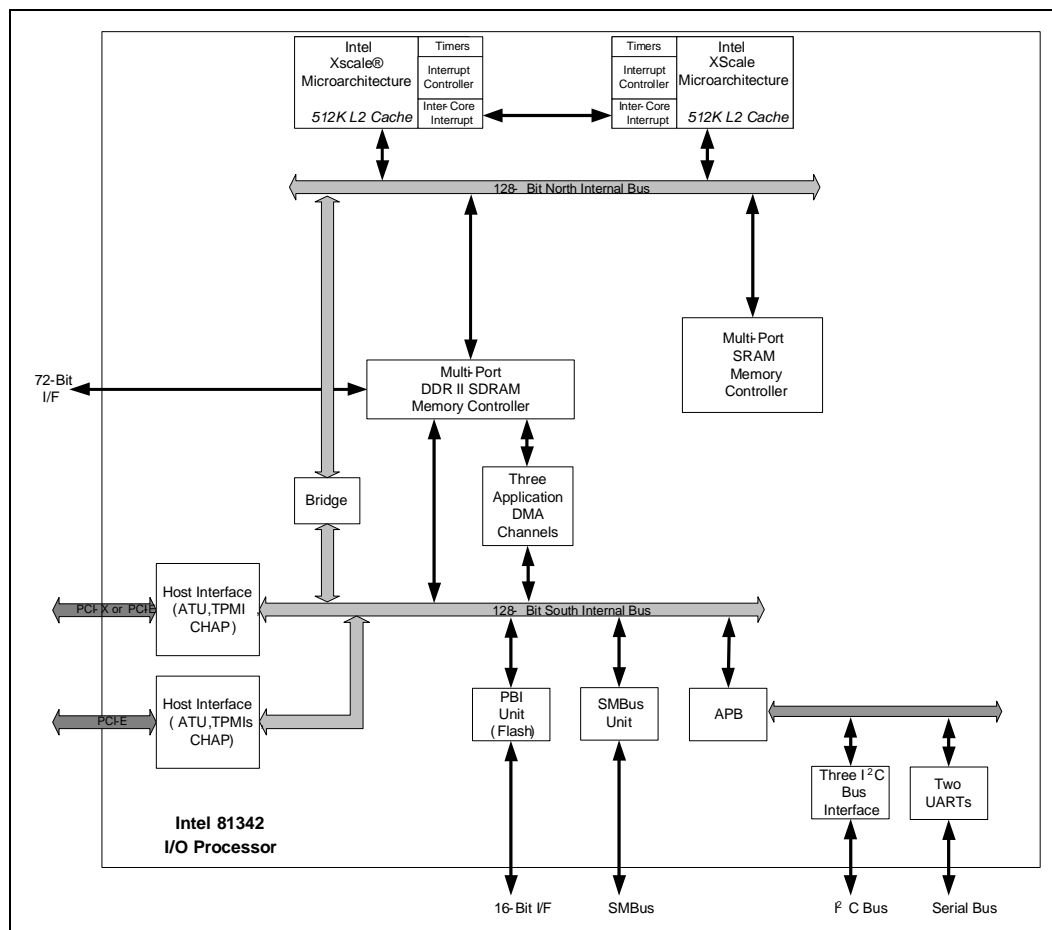 Intel
Xscale®
Microarchitecture
512K L2 Cache
Timers
Interrupt
Controller
Inter-Core
Interrupt
Timers
Interrupt
Controller
Inter-Core
Interrupt
Intel
XScale
Microarchitecture
512K L2 Cache
128- Bit North Internal Bus
Multi-Port
DDR II SDRAM
Memory Controller
Multi-Port
SRAM
Memory
Controller
72-Bit
I/F
Bridge
Three
Application
DMA
Channels
PCI-X or PCI-E
Host Interface
(ATU,TPMI ,
CHAP)
128- Bit South Internal Bus
PCI-E
Host Interface
( ATU,TPMIs
CHAP)
PBI
Unit
( Flash)
SMBus
Unit
APB
Three I²C
Bus
Interface
Two
UARTs
Intel 81342
I/O Processor
16-Bit I/F
SMBus
I² C Bus
Serial Bus